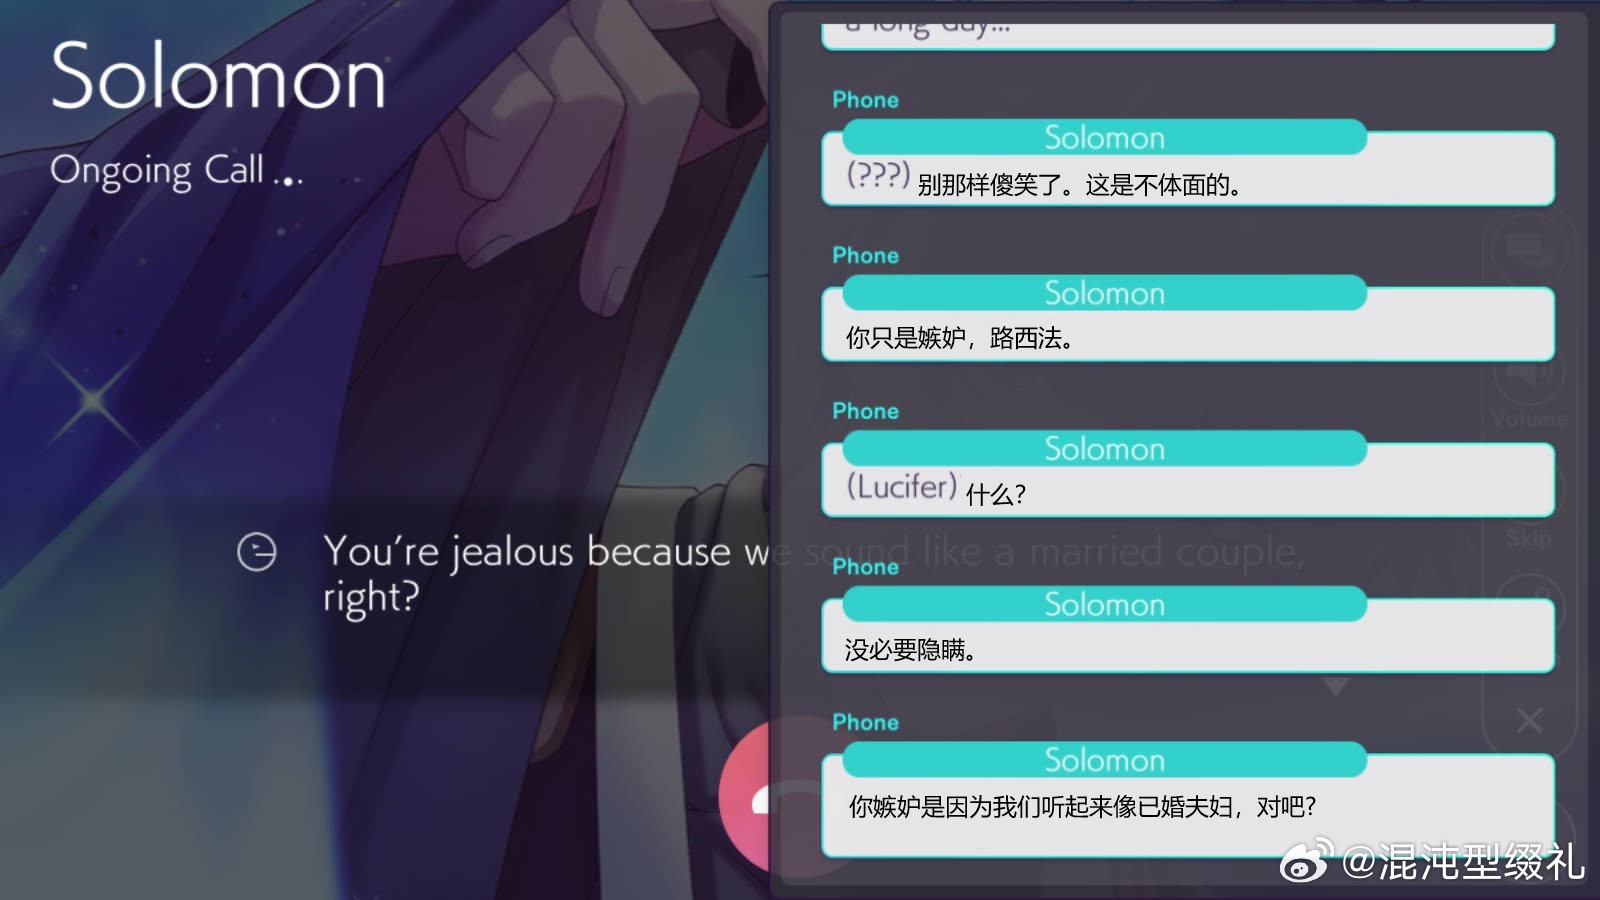 Solomon
Ongoing Call...
You're jealous because we sound like a married couple,
right?
a long day...
Phone
Solomon
(???) 别那样傻笑了。这是不体面的。
Phone
Solomon
你只是嫉妒，路西法。
Phone
Solomon
(Lucifer) 什么？
Phone
Solomon
没必要隐瞒。
Phone
Solomon
你嫉妒是因为我们听起来像已婚夫妇，对吧？
Volume
Skip
@混沌型缀礼